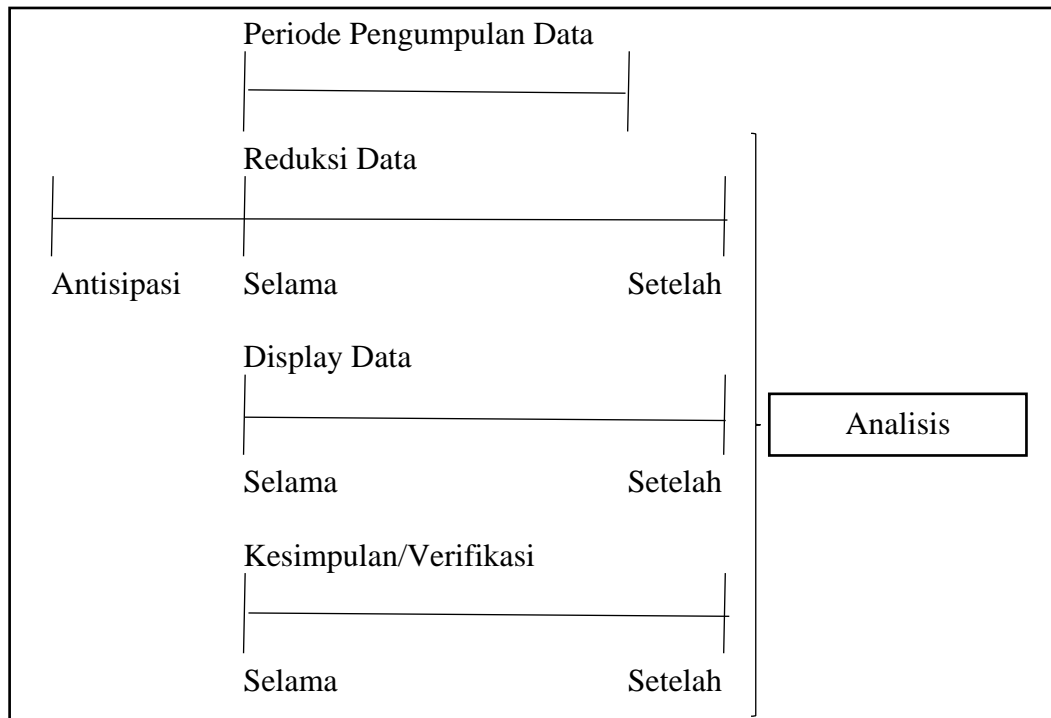 Periode Pengumpulan Data
Reduksi Data
Antisipasi Selama Setelah
Display Data
Analisis
Selama Setelah
Kesimpulan/Verifikasi
Selama Setelah